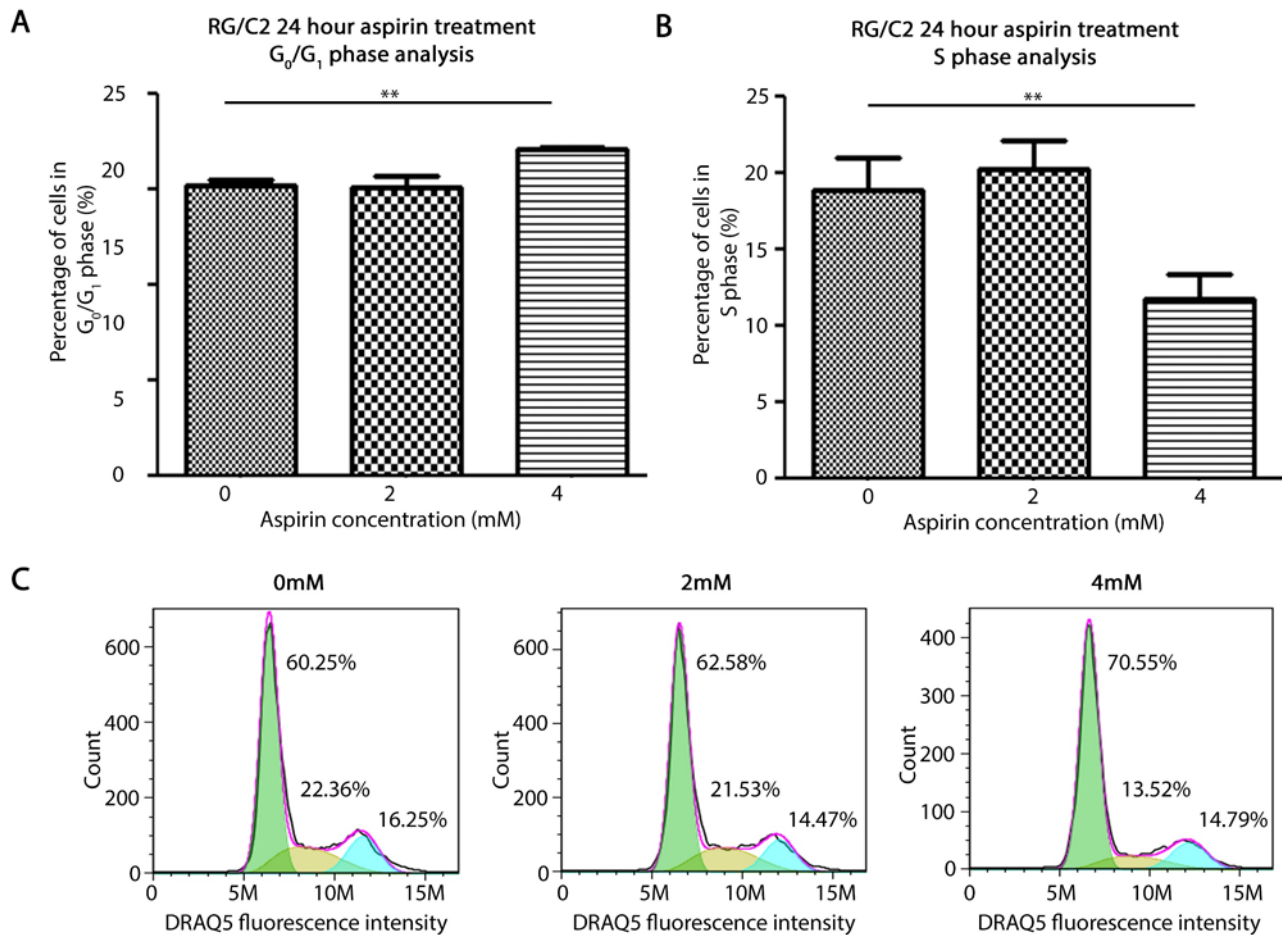 A
RG/C2 24 hour aspirin treatment
G₀/G₁ phase analysis
Percentage of cells in
G₀/G₁ phase (%)
25
20
15
10
5
0
**
0
2
4
Aspirin concentration (mM)
B
RG/C2 24 hour aspirin treatment
S phase analysis
Percentage of cells in
S phase (%)
25
20
15
10
5
0
**
0
2
4
Aspirin concentration (mM)
C
0mM
Count
600
400
200
0
60.25%
22.36%
16.25%
0
5M
10M
15M
DRAQ5 fluorescence intensity
2mM
Count
600
400
200
0
62.58%
21.53%
14.47%
0
5M
10M
15M
DRAQ5 fluorescence intensity
4mM
Count
400
300
200
100
0
70.55%
13.52%
14.79%
0
5M
10M
15M
DRAQ5 fluorescence intensity